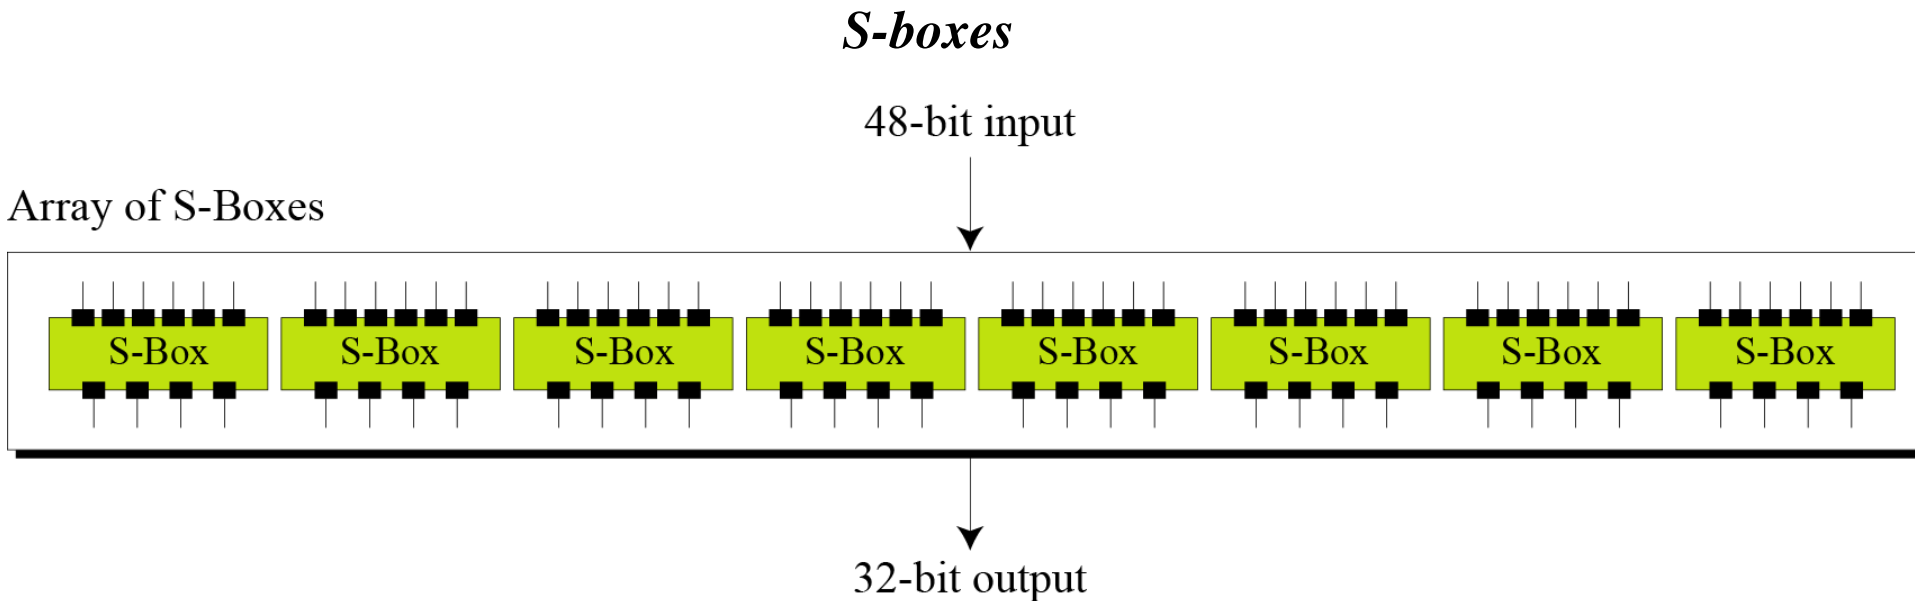 S-boxes
48-bit input
Array of S-Boxes
S-Box S-Box S-Box S-Box S-Box S-Box S-Box S-Box
32-bit output